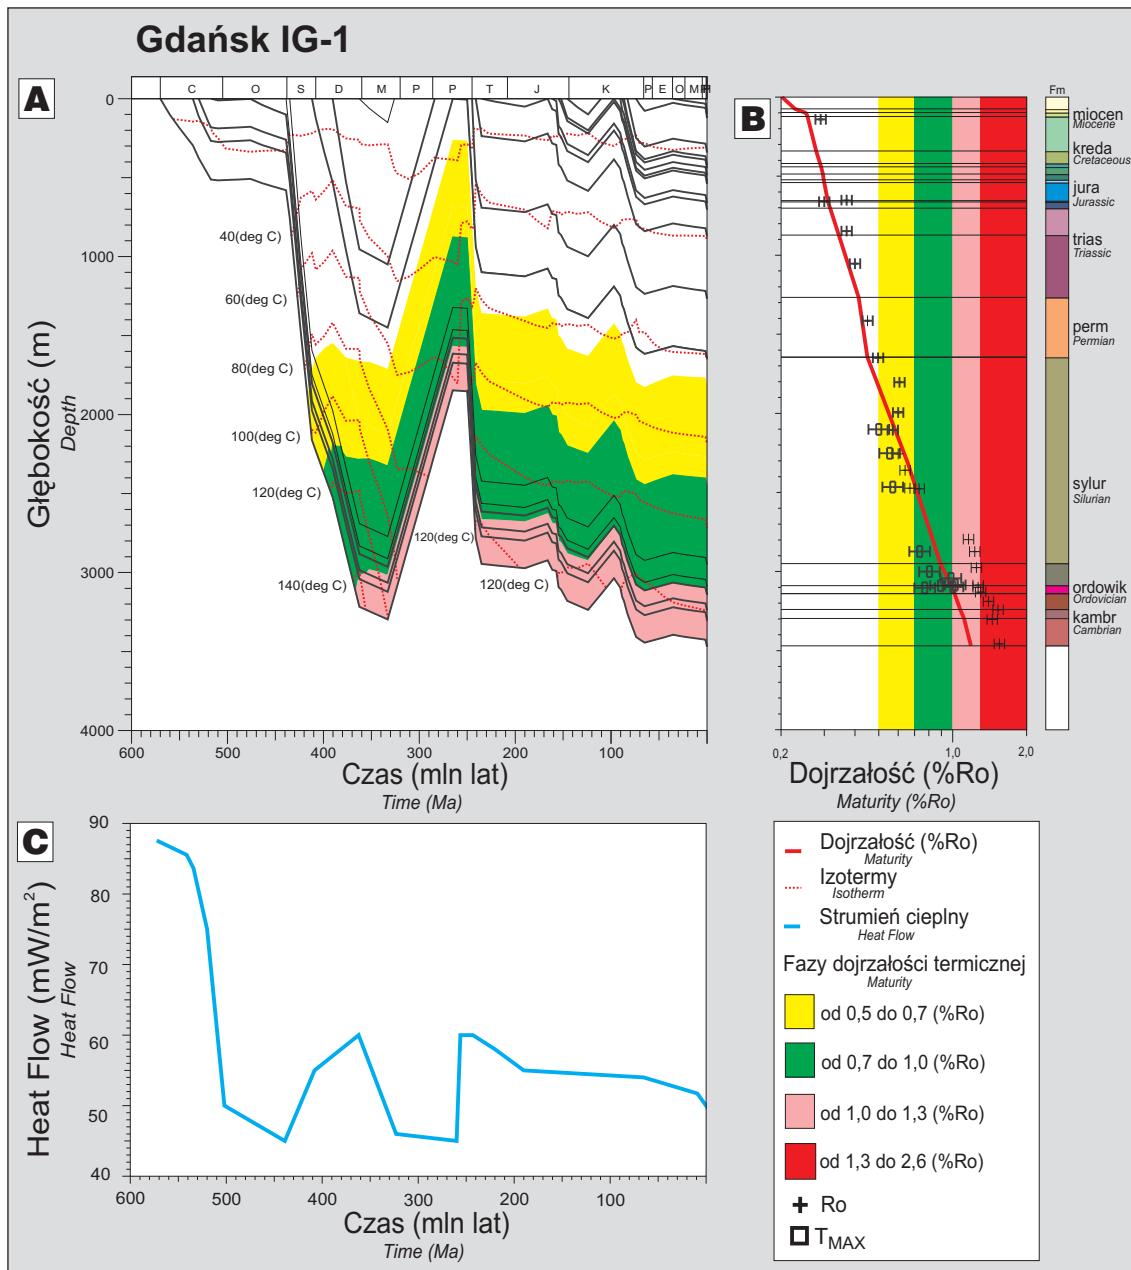 Gdańsk IG-1
A
C O S D M P P T J K P E O M
0
1000
2000
3000
4000
Głębokość (m)
Depth
40(deg C)
60(deg C)
80(deg C)
100(deg C)
120(deg C)
140(deg C)
120(deg C)
120(deg C)
600 500 400 300 200 100
Czas (mln lat)
Time (Ma)
B
Fm
miocen
Miocene
kreda
Cretaceous
jura
Jurassic
trias
Triassic
perm
Permian
sylur
Silurian
ordowik
Ordovician
kambr
Cambrian
0,2 1,0 2,0
Dojrzałość (%Ro)
Maturity (%Ro)
C
90
80
70
60
50
40
Heat Flow (mW/m²)
Heat Flow
600 500 400 300 200 100
Czas (mln lat)
Time (Ma)
Dojrzałość (%Ro)
Maturity
Izotermy
Isotherm
Strumień cieplny
Heat Flow
Fazy dojrzałości termicznej
Maturity
od 0,5 do 0,7 (%Ro)
od 0,7 do 1,0 (%Ro)
od 1,0 do 1,3 (%Ro)
od 1,3 do 2,6 (%Ro)
Ro
TMAX